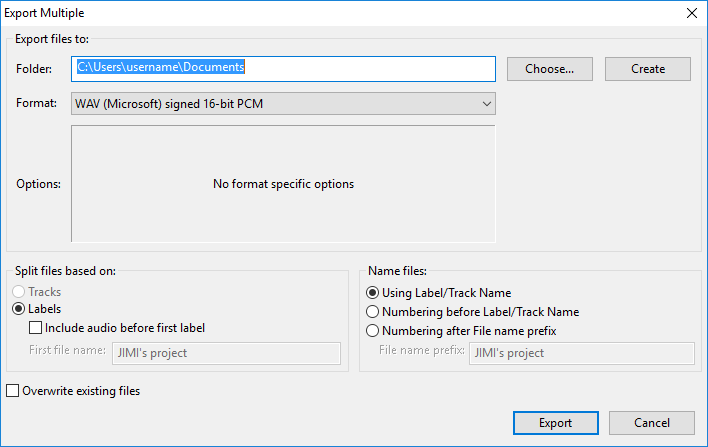 Export Multiple
Export files to:
Folder: C:\Users\username\Documents Choose... Create
Format: WAV (Microsoft) signed 16-bit PCM
Options: No format specific options
Split files based on:
Tracks
Labels
Include audio before first label
First file name: JIMI's project
Name files:
Using Label/Track Name
Numbering before Label/Track Name
Numbering after File name prefix
File name prefix: JIMI's project
Overwrite existing files
Export Cancel